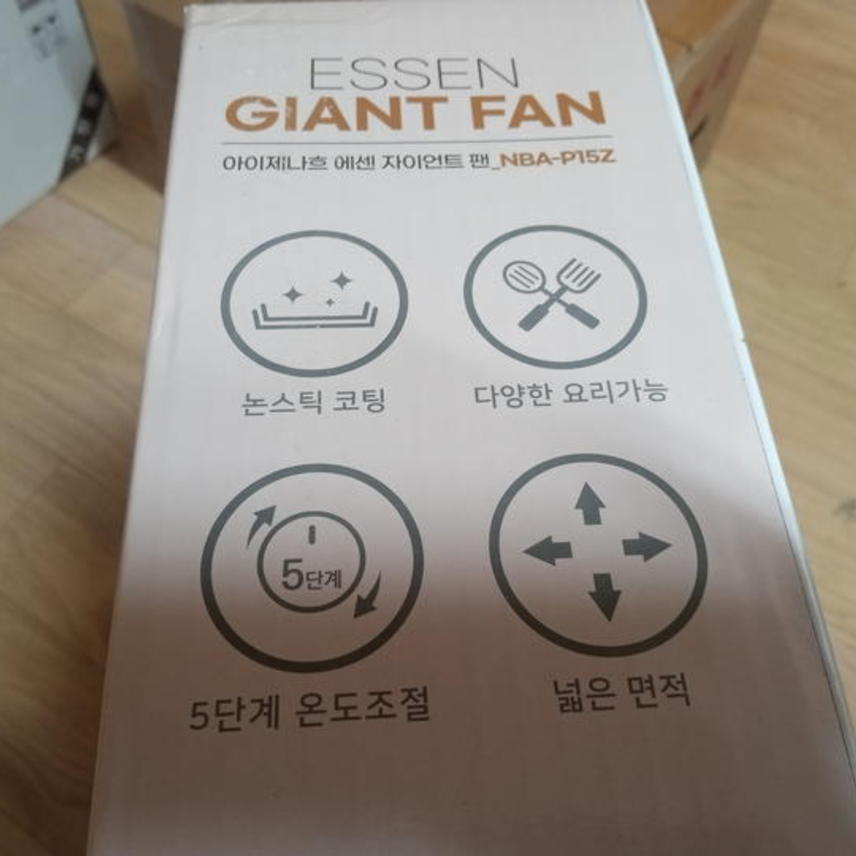 ESSEN
GIANT FAN
아이제나흐 에센 자이언트 팬_NBA-P15Z
논스틱 코팅
다양한 요리가능
5단계
5단계 온도조절
넓은 면적